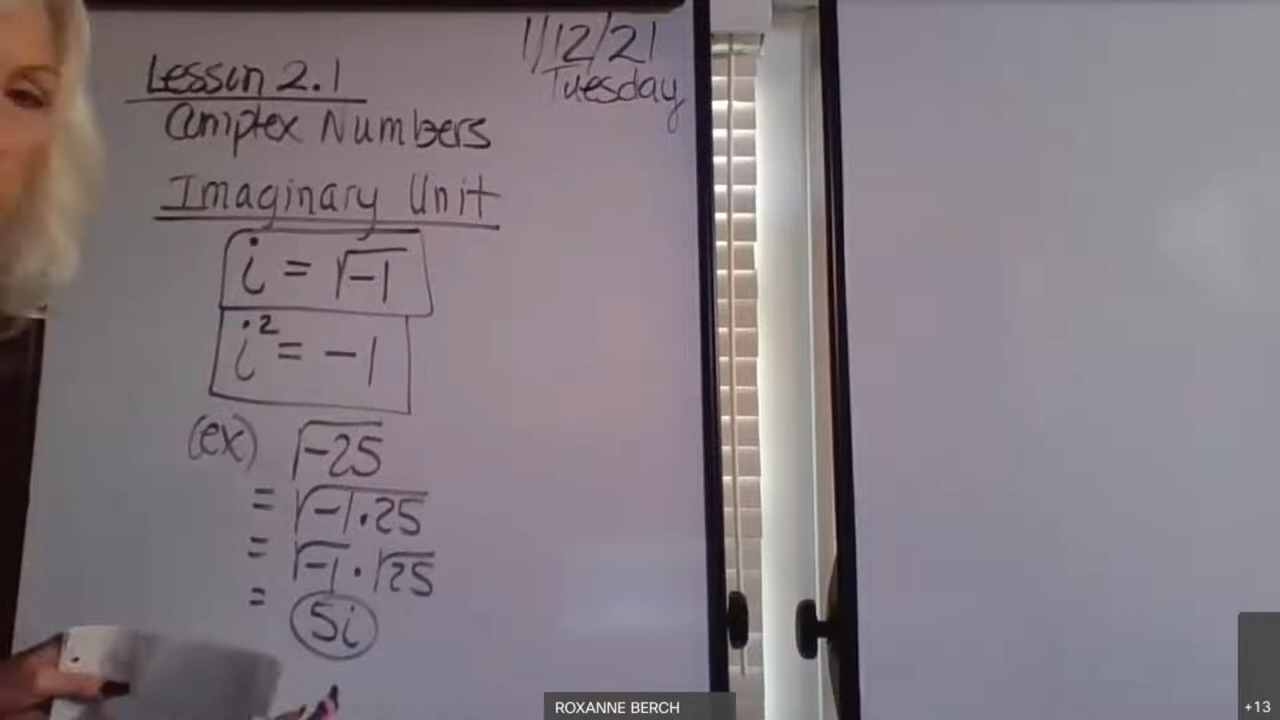 1/12/21
Tuesday
Lesson 2.1
Complex Numbers
Imaginary Unit
i = √-1
i² = -1
(ex) √-25
= √-1·25
= √-1 · √25
= 5i
ROXANNE BERCH
+13